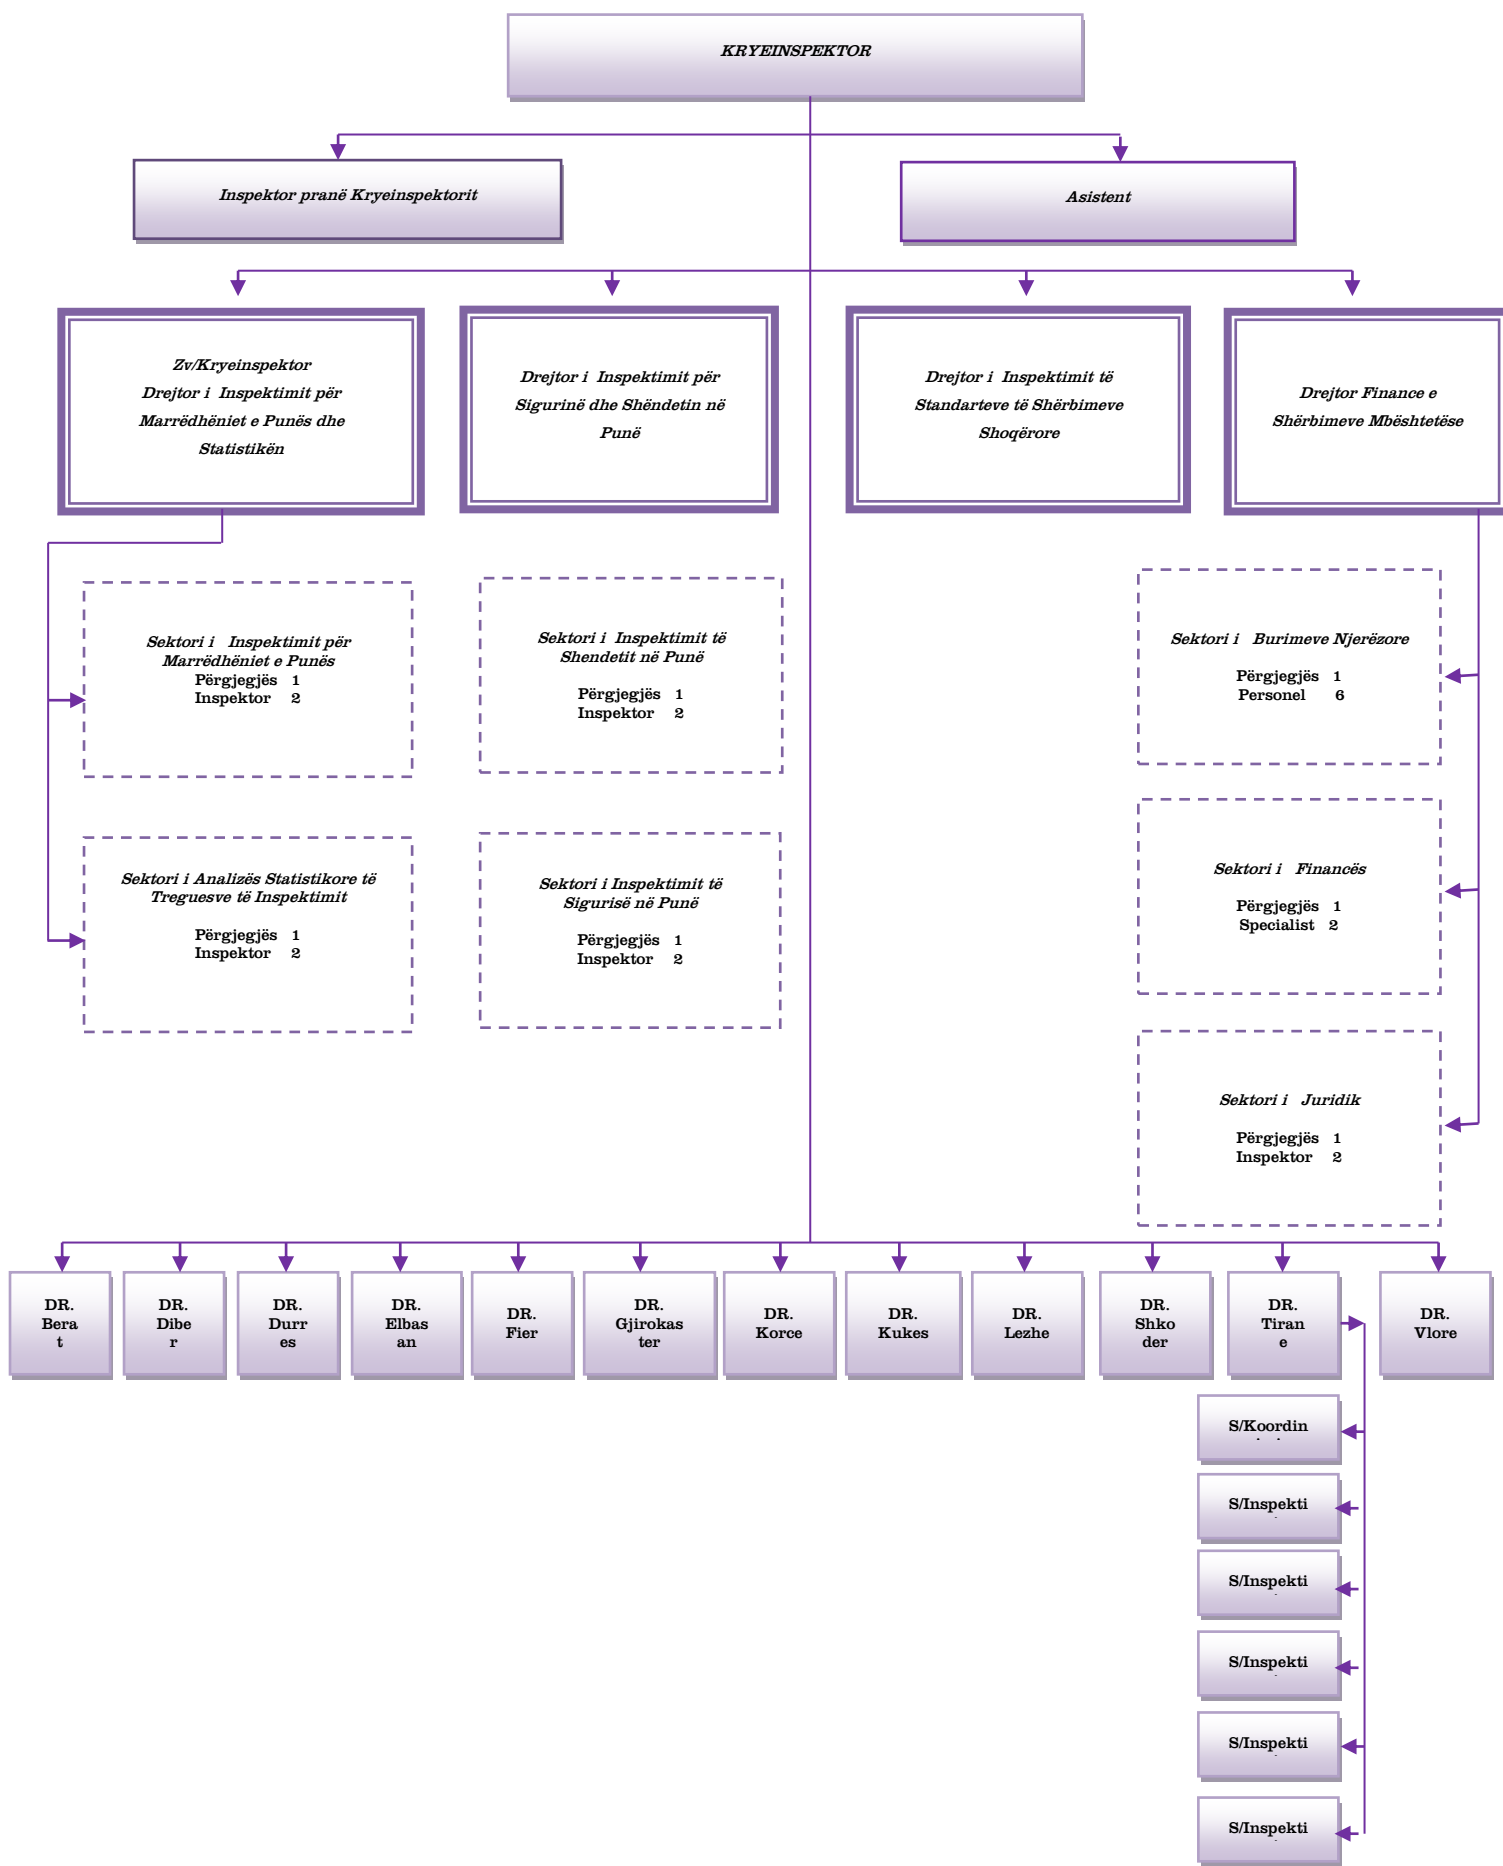 KRYEINSPEKTOR
Inspektor pranë Kryeinspektorit
Asistent
Zv/Kryeinspektor
Drejtor i Inspektimit për
Marrëdhëniet e Punës dhe
Statistikën
Drejtor i Inspektimit për
Sigurinë dhe Shëndetin në
Punë
Drejtor i Inspektimit të
Standarteve të Shërbimeve
Shoqërore
Drejtor Finance e
Shërbimeve Mbështetëse
Sektori i Inspektimit për
Marrëdhëniet e Punës
Përgjegjës 1
Inspektor 2
Sektori i Inspektimit të
Shendetit në Punë
Përgjegjës 1
Inspektor 2
Sektori i Burimeve Njerëzore
Përgjegjës 1
Personel 6
Sektori i Analizës Statistikore të
Treguesve të Inspektimit
Përgjegjës 1
Inspektor 2
Sektori i Inspektimit të
Sigurisë në Punë
Përgjegjës 1
Inspektor 2
Sektori i Financës
Përgjegjës 1
Specialist 2
Sektori i Juridik
Përgjegjës 1
Inspektor 2
DR.
Bera
t
DR.
Dibe
r
DR.
Durr
es
DR.
Elbas
an
DR.
Fier
DR.
Gjirokas
ter
DR.
Korce
DR.
Kukes
DR.
Lezhe
DR.
Shko
der
DR.
Tiran
e
DR.
Vlore
S/Koordin
S/Inspekti
S/Inspekti
S/Inspekti
S/Inspekti
S/Inspekti